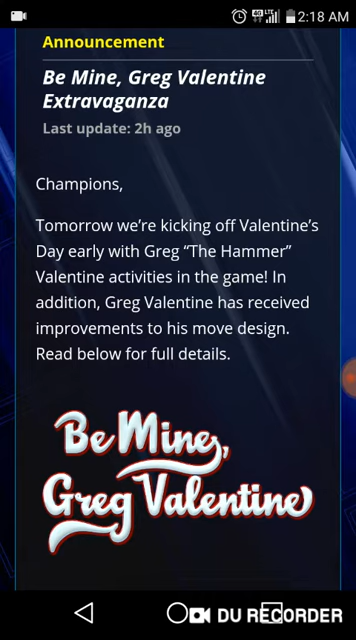 4G LTE 2:18 AM
Announcement
Be Mine, Greg Valentine
Extravaganza
Last update: 2h ago
Champions,
Tomorrow we're kicking off Valentine's
Day early with Greg “The Hammer”
Valentine activities in the game! In
addition, Greg Valentine has received
improvements to his move design.
Read below for full details.
Be Mine,
Greg Valentine
DU RECORDER